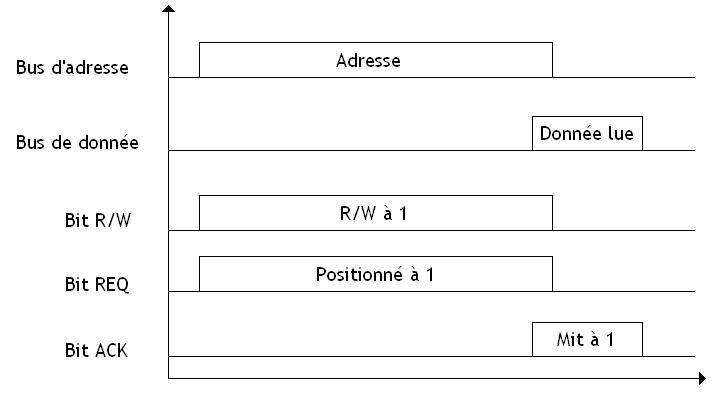 Bus d'adresse
Adresse
Bus de donnée
Donnée lue
Bit R/W
R/W à 1
Bit REQ
Positionné à 1
Bit ACK
Mit à 1